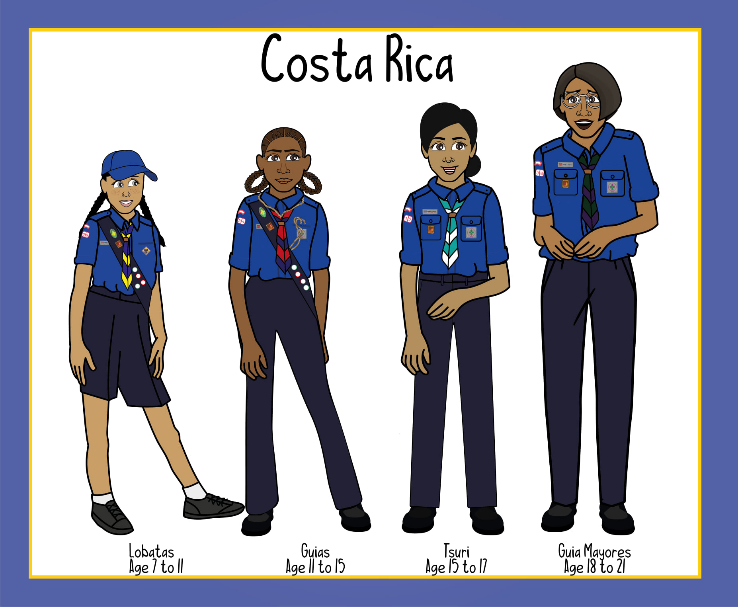 Costa Rica
Lobatas
Age 7 to 11
Guias
Age 11 to 15
Tsuri
Age 15 to 17
Guia Mayores
Age 18 to 21